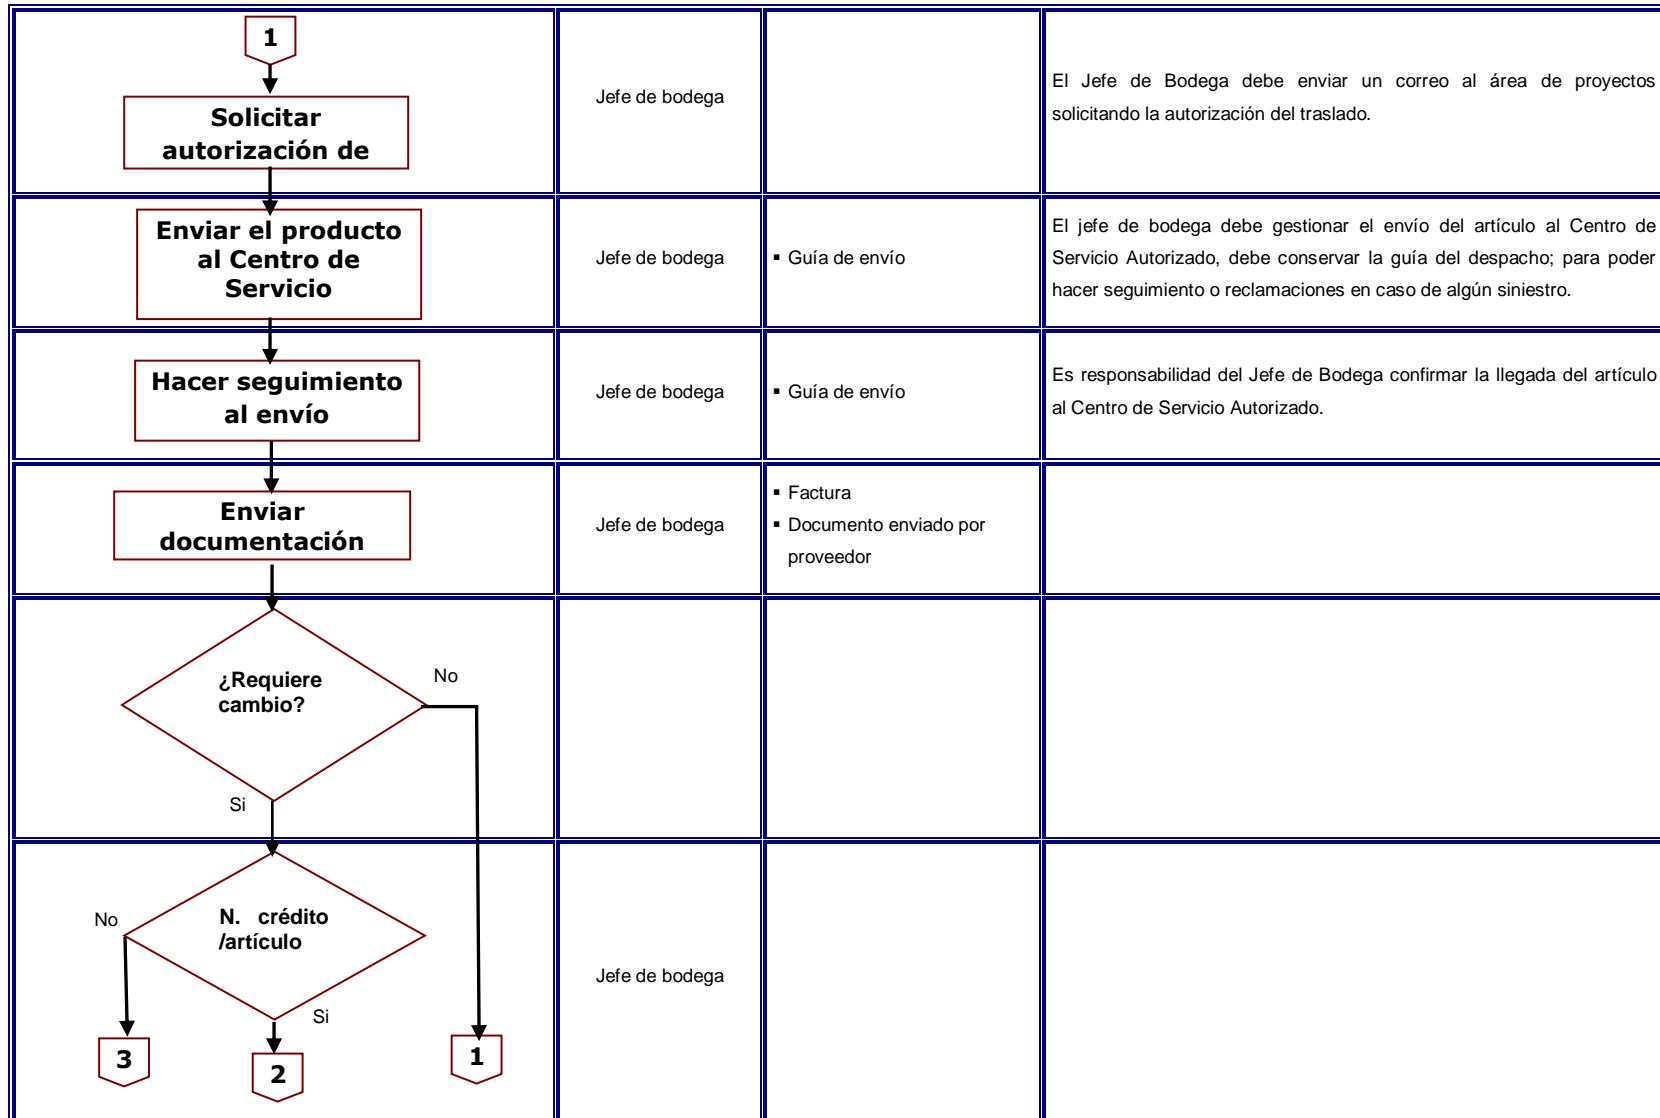 1
Solicitar
autorización de
Jefe de bodega
El Jefe de Bodega debe enviar un correo al área de proyectos
solicitando la autorización del traslado.
Enviar el producto
al Centro de
Servicio
Jefe de bodega
▪ Guía de envío
El jefe de bodega debe gestionar el envío del artículo al Centro de
Servicio Autorizado, debe conservar la guía del despacho; para poder
hacer seguimiento o reclamaciones en caso de algún siniestro.
Hacer seguimiento
al envío
Jefe de bodega
▪ Guía de envío
Es responsabilidad del Jefe de Bodega confirmar la llegada del artículo
al Centro de Servicio Autorizado.
Enviar
documentación
Jefe de bodega
▪ Factura
▪ Documento enviado por
proveedor
¿Requiere
cambio?
No
Si
N. crédito
/artículo
No
Si
Jefe de bodega
3
2
1